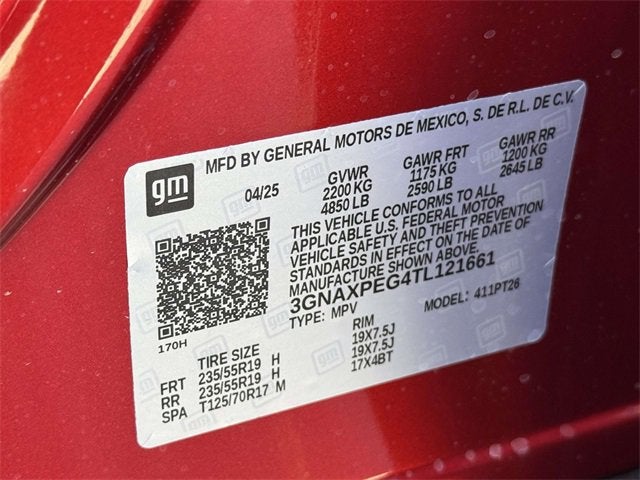 gm
MFD BY GENERAL MOTORS DE MEXICO, S. DE R.L. DE C.V.
04/25 GVWR GAWR FRT GAWR RR
2200 KG 1175 KG 1200 KG
4850 LB 2590 LB 2645 LB
THIS VEHICLE CONFORMS TO ALL
APPLICABLE U.S. FEDERAL MOTOR
VEHICLE SAFETY AND THEFT PREVENTION
STANDARDS IN EFFECT ON THE DATE OF
MANUFACTURE SHOWN ABOVE.
3GNAXPEG4TL121661
TYPE: MPV MODEL: 411PT26
170H
TIRE SIZE RIM
FRT 235/55R19 H 19X7.5J
RR 235/55R19 H 19X7.5J
SPA T125/70R17 M 17X4BT